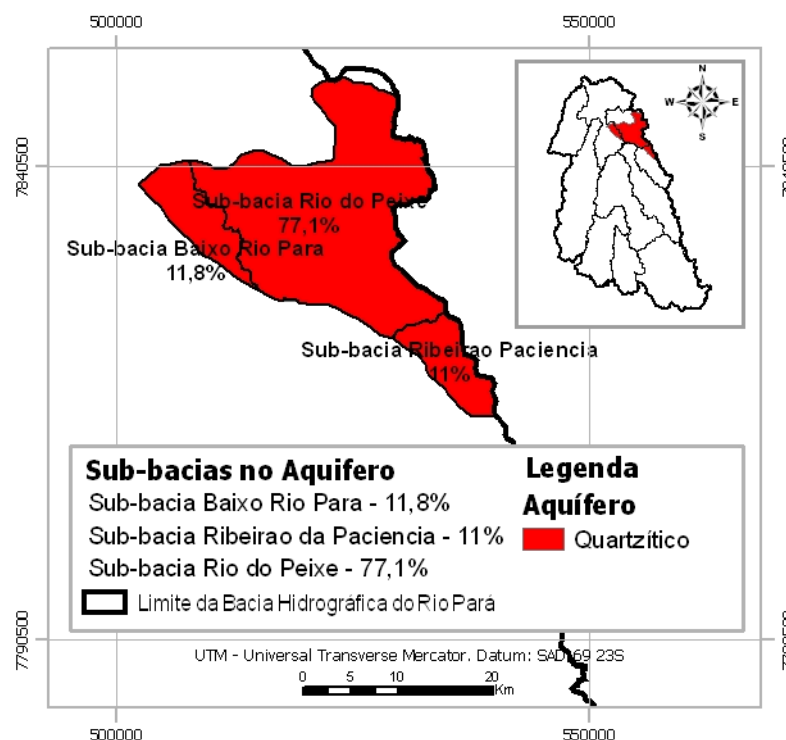 500000 550000
N
W E
S
7840500 7840500
Sub-bacia Rio do Peixe
77,1%
Sub-bacia Baixo Rio Para
11,8%
Sub-bacia Ribeirao Paciencia
11%
Sub-bacias no Aquifero
Sub-bacia Baixo Rio Para - 11,8%
Sub-bacia Ribeirao da Paciencia - 11%
Sub-bacia Rio do Peixe - 77,1%
Limite da Bacia Hidrográfica do Rio Pará
Legenda
Aquífero
Quartzítico
7790500 7790500
UTM - Universal Transverse Mercator. Datum: SAD 69 23S
0 5 10 20
Km
500000 550000